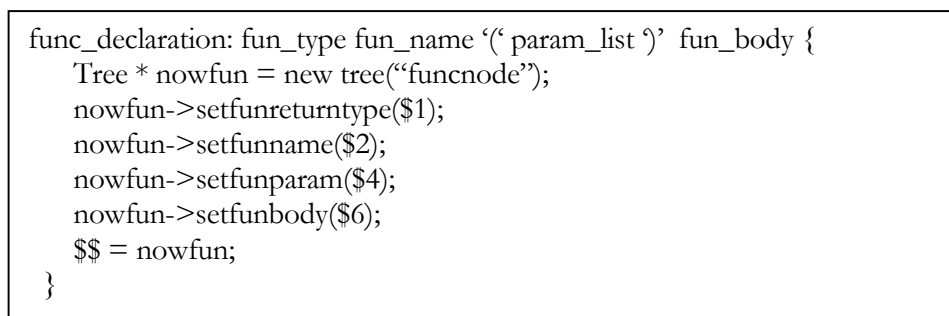 func_declaration: fun_type fun_name ‘(‘ param_list ‘)’ fun_body {
Tree * nowfun = new tree(“funcnode”);
nowfun->setfunreturntype($1);
nowfun->setfunname($2);
nowfun->setfunparam($4);
nowfun->setfunbody($6);
$$ = nowfun;
}